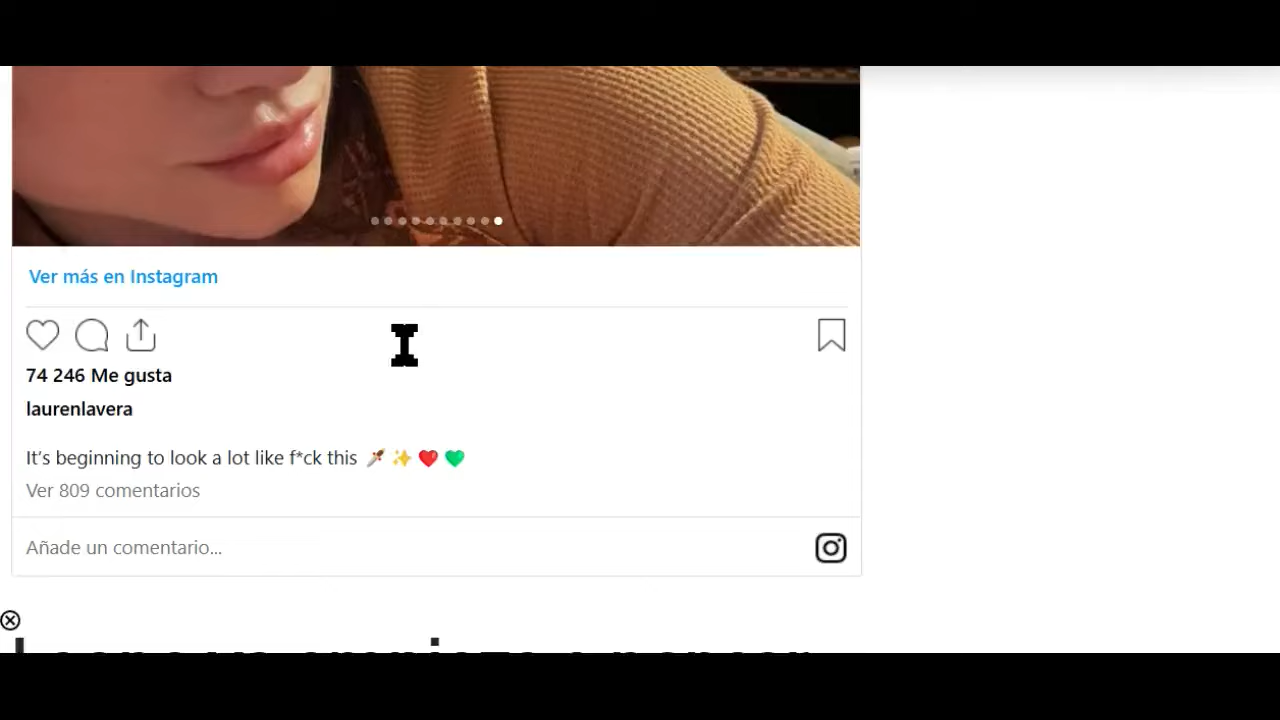 Ver más en Instagram
74 246 Me gusta
laurenlavera
It's beginning to look a lot like f*ck this 🗡️ ✨ ❤️ 💚
Ver 809 comentarios
Añade un comentario...